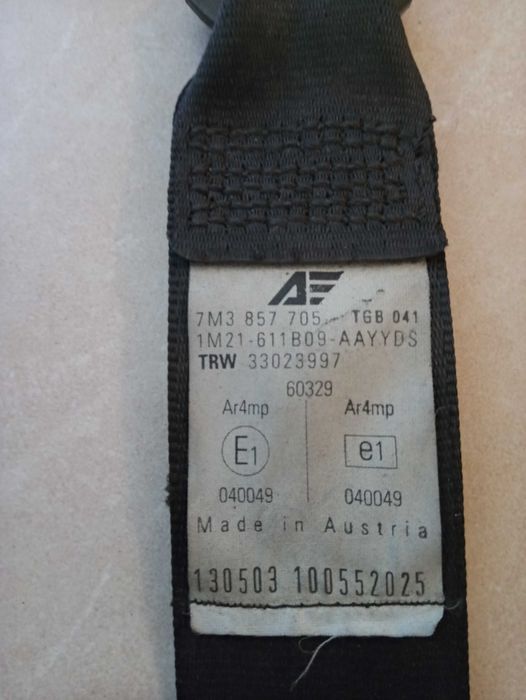 AE
7M3 857 705 TGB 041
1M21-611B09-AAYYDS
TRW 33023997
60329
Ar4mp Ar4mp
E1 e1
040049 040049
Made in Austria
130503 100552025